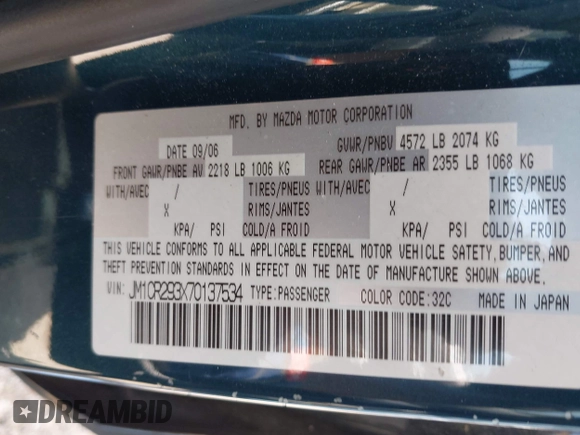 MFD. BY MAZDA MOTOR CORPORATION
DATE 09/06 GVWR/PNBV 4572 LB 2074 KG
FRONT GAWR/PNBE AV 2218 LB 1006 KG REAR GAWR/PNBE AR 2355 LB 1068 KG
WITH/AVEC / TIRES/PNEUS WITH/AVEC / TIRES/PNEUS
X RIMS/JANTES X RIMS/JANTES
KPA/ PSI COLD/A FROID KPA/ PSI COLD/A FROID
THIS VEHICLE CONFORMS TO ALL APPLICABLE FEDERAL MOTOR VEHICLE SAFETY, BUMPER, AND
THEFT PREVENTION STANDARDS IN EFFECT ON THE DATE OF MANUFACTURE SHOWN ABOVE.
VIN: JM1CR293X70137534 TYPE:PASSENGER COLOR CODE:32C MADE IN JAPAN
DREAMBID